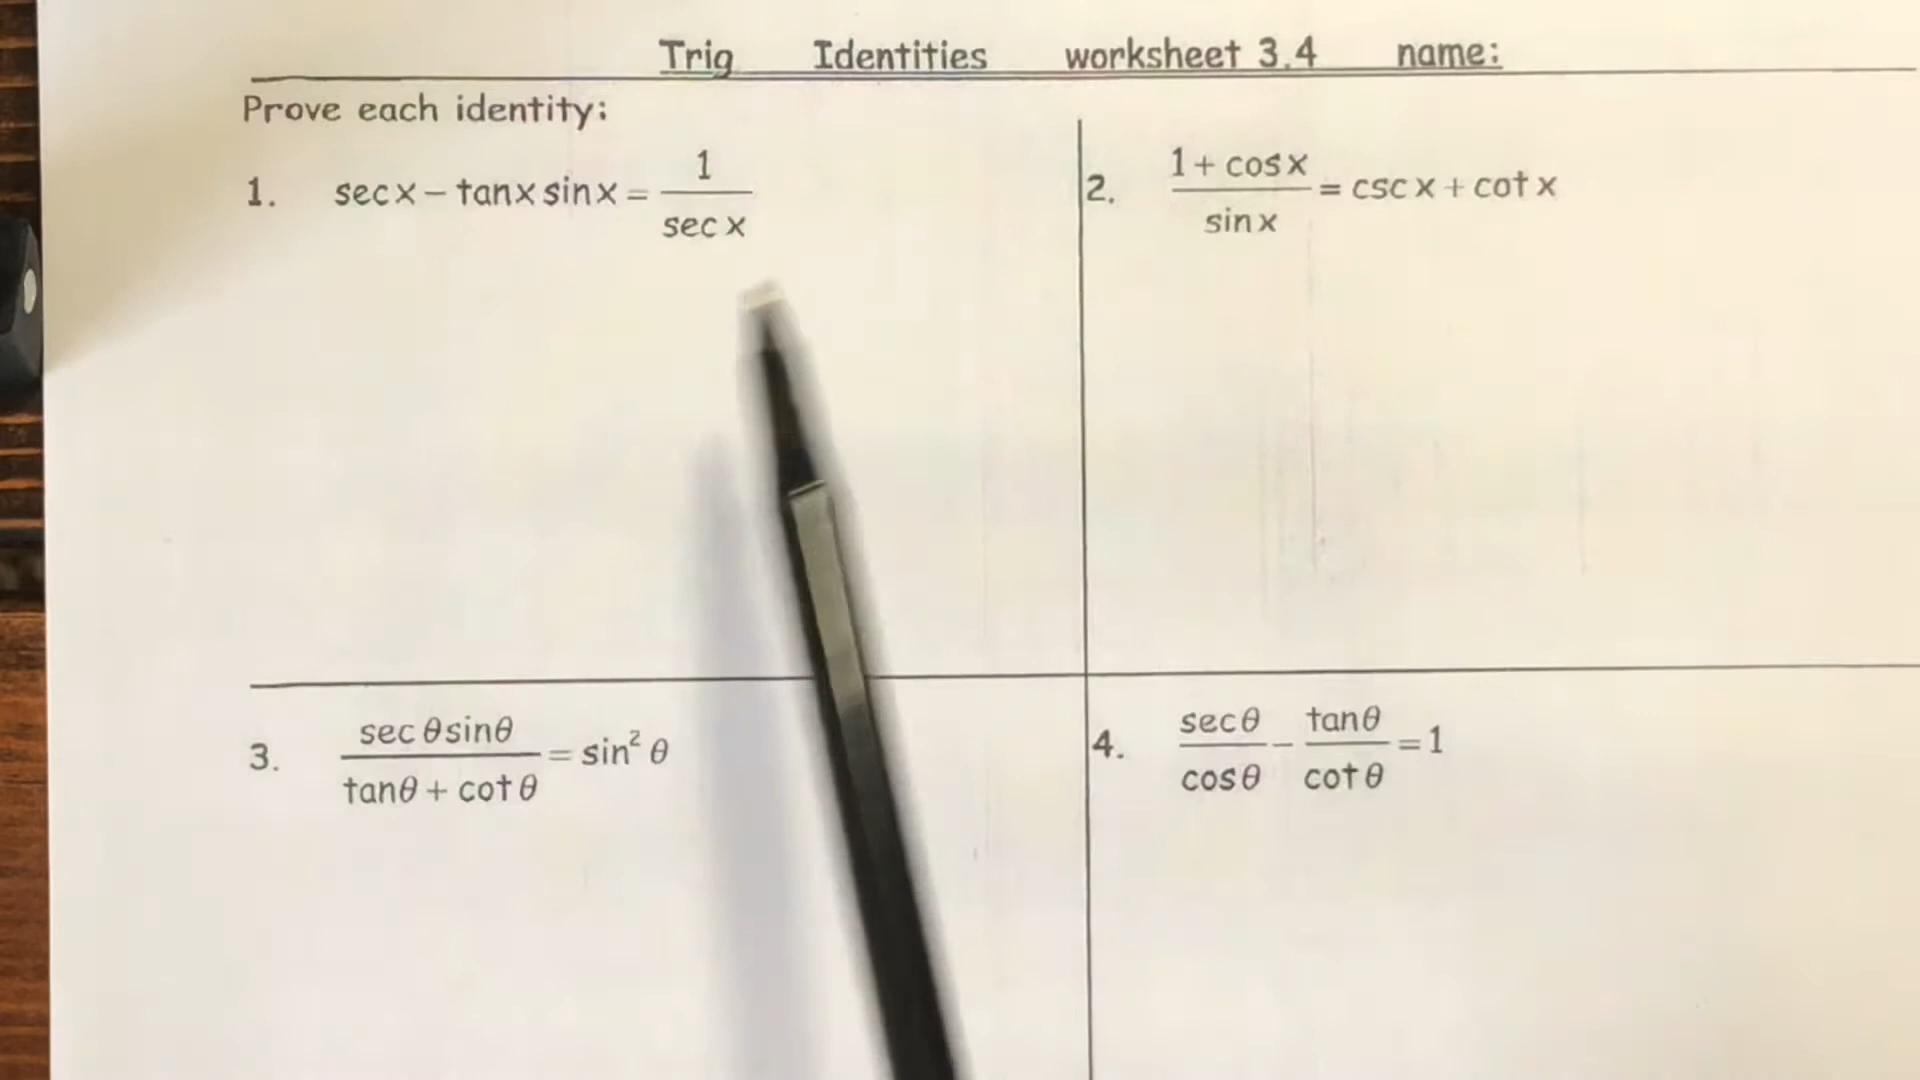 Trig Identities worksheet 3.4 name:
Prove each identity:
1. sec x – tan x sin x = 1 / sec x
2. 1 + cos x / sin x = csc x + cot x
3. sec θ sin θ / tan θ + cot θ = sin² θ
4. sec θ / cos θ – tan θ / cot θ = 1